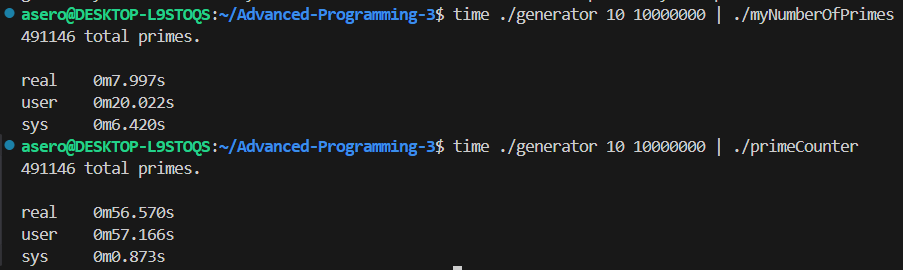 asero@DESKTOP-L9STOQS:~/Advanced-Programming-3$ time ./generator 10 10000000 | ./myNumberOfPrimes
491146 total primes.
real 0m7.997s
user 0m20.022s
sys 0m6.420s
asero@DESKTOP-L9STOQS:~/Advanced-Programming-3$ time ./generator 10 10000000 | ./primeCounter
491146 total primes.
real 0m56.570s
user 0m57.166s
sys 0m0.873s